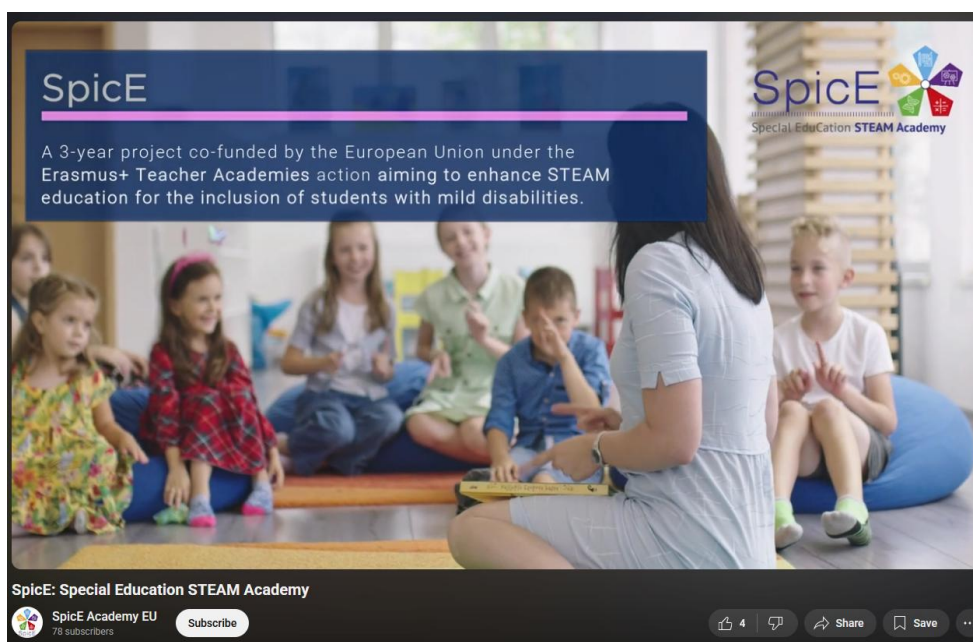 SpicE
A 3-year project co-funded by the European Union under the
Erasmus+ Teacher Academies action aiming to enhance STEAM
education for the inclusion of students with mild disabilities.
SpicE
Special EduCation STEAM Academy
SpicE: Special Education STEAM Academy
SpicE Academy EU
78 subscribers
Subscribe
4
Share
Save